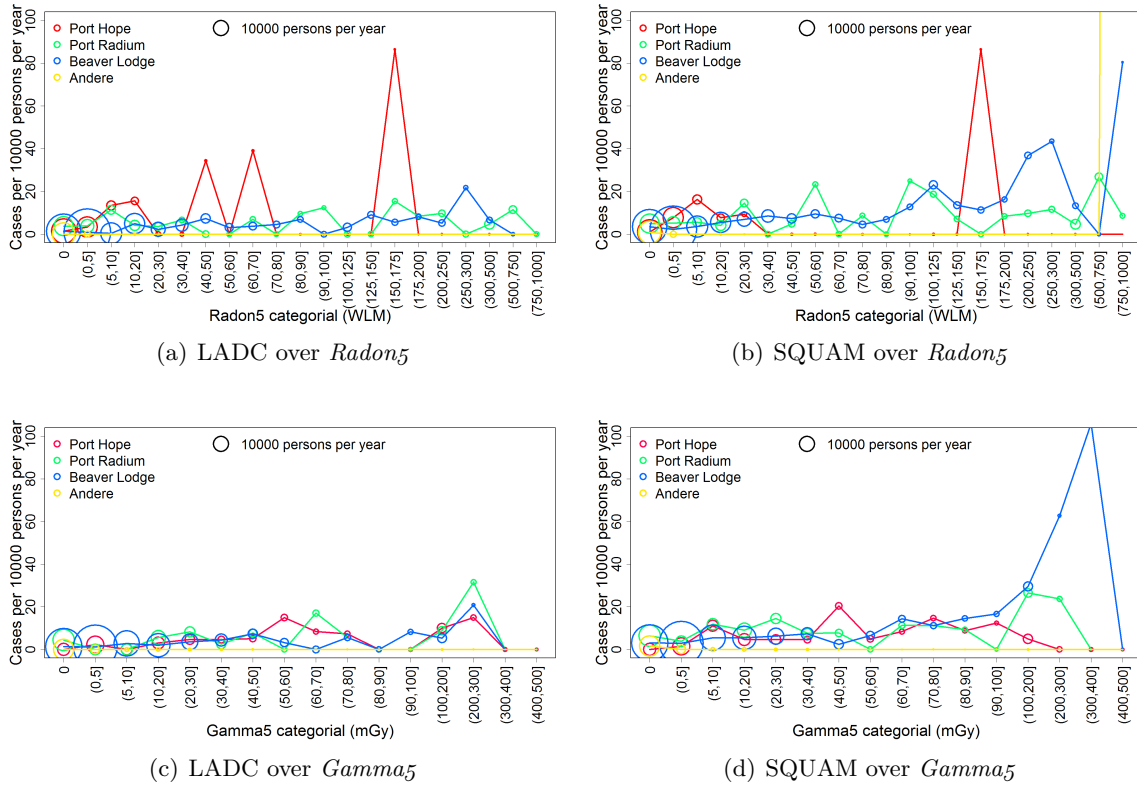 Cases per 10000 persons per year
0 20 40 60 80 100
Port Hope
Port Radium
Beaver Lodge
Andere
10000 persons per year
0 (0,5] (5,10] (10,20] (20,30] (30,40] (40,50] (50,60] (60,70] (70,80] (80,90] (90,100] (100,125] (125,150] (150,175] (175,200] (200,250] (250,300] (300,500] (500,750] (750,1000]
Radon5 categorial (WLM)
(a) LADC over Radon5
Cases per 10000 persons per year
0 20 40 60 80 100
Port Hope
Port Radium
Beaver Lodge
Andere
10000 persons per year
0 (0,5] (5,10] (10,20] (20,30] (30,40] (40,50] (50,60] (60,70] (70,80] (80,90] (90,100] (100,125] (125,150] (150,175] (175,200] (200,250] (250,300] (300,500] (500,750] (750,1000]
Radon5 categorial (WLM)
(b) SQUAM over Radon5
Cases per 10000 persons per year
0 20 40 60 80 100
Port Hope
Port Radium
Beaver Lodge
Andere
10000 persons per year
0 (0,5] (5,10] (10,20] (20,30] (30,40] (40,50] (50,60] (60,70] (70,80] (80,90] (90,100] (100,200] (200,300] (300,400] (400,500]
Gamma5 categorial (mGy)
(c) LADC over Gamma5
Cases per 10000 persons per year
0 20 40 60 80 100
Port Hope
Port Radium
Beaver Lodge
Andere
10000 persons per year
0 (0,5] (5,10] (10,20] (20,30] (30,40] (40,50] (50,60] (60,70] (70,80] (80,90] (90,100] (100,200] (200,300] (300,400] (400,500]
Gamma5 categorial (mGy)
(d) SQUAM over Gamma5